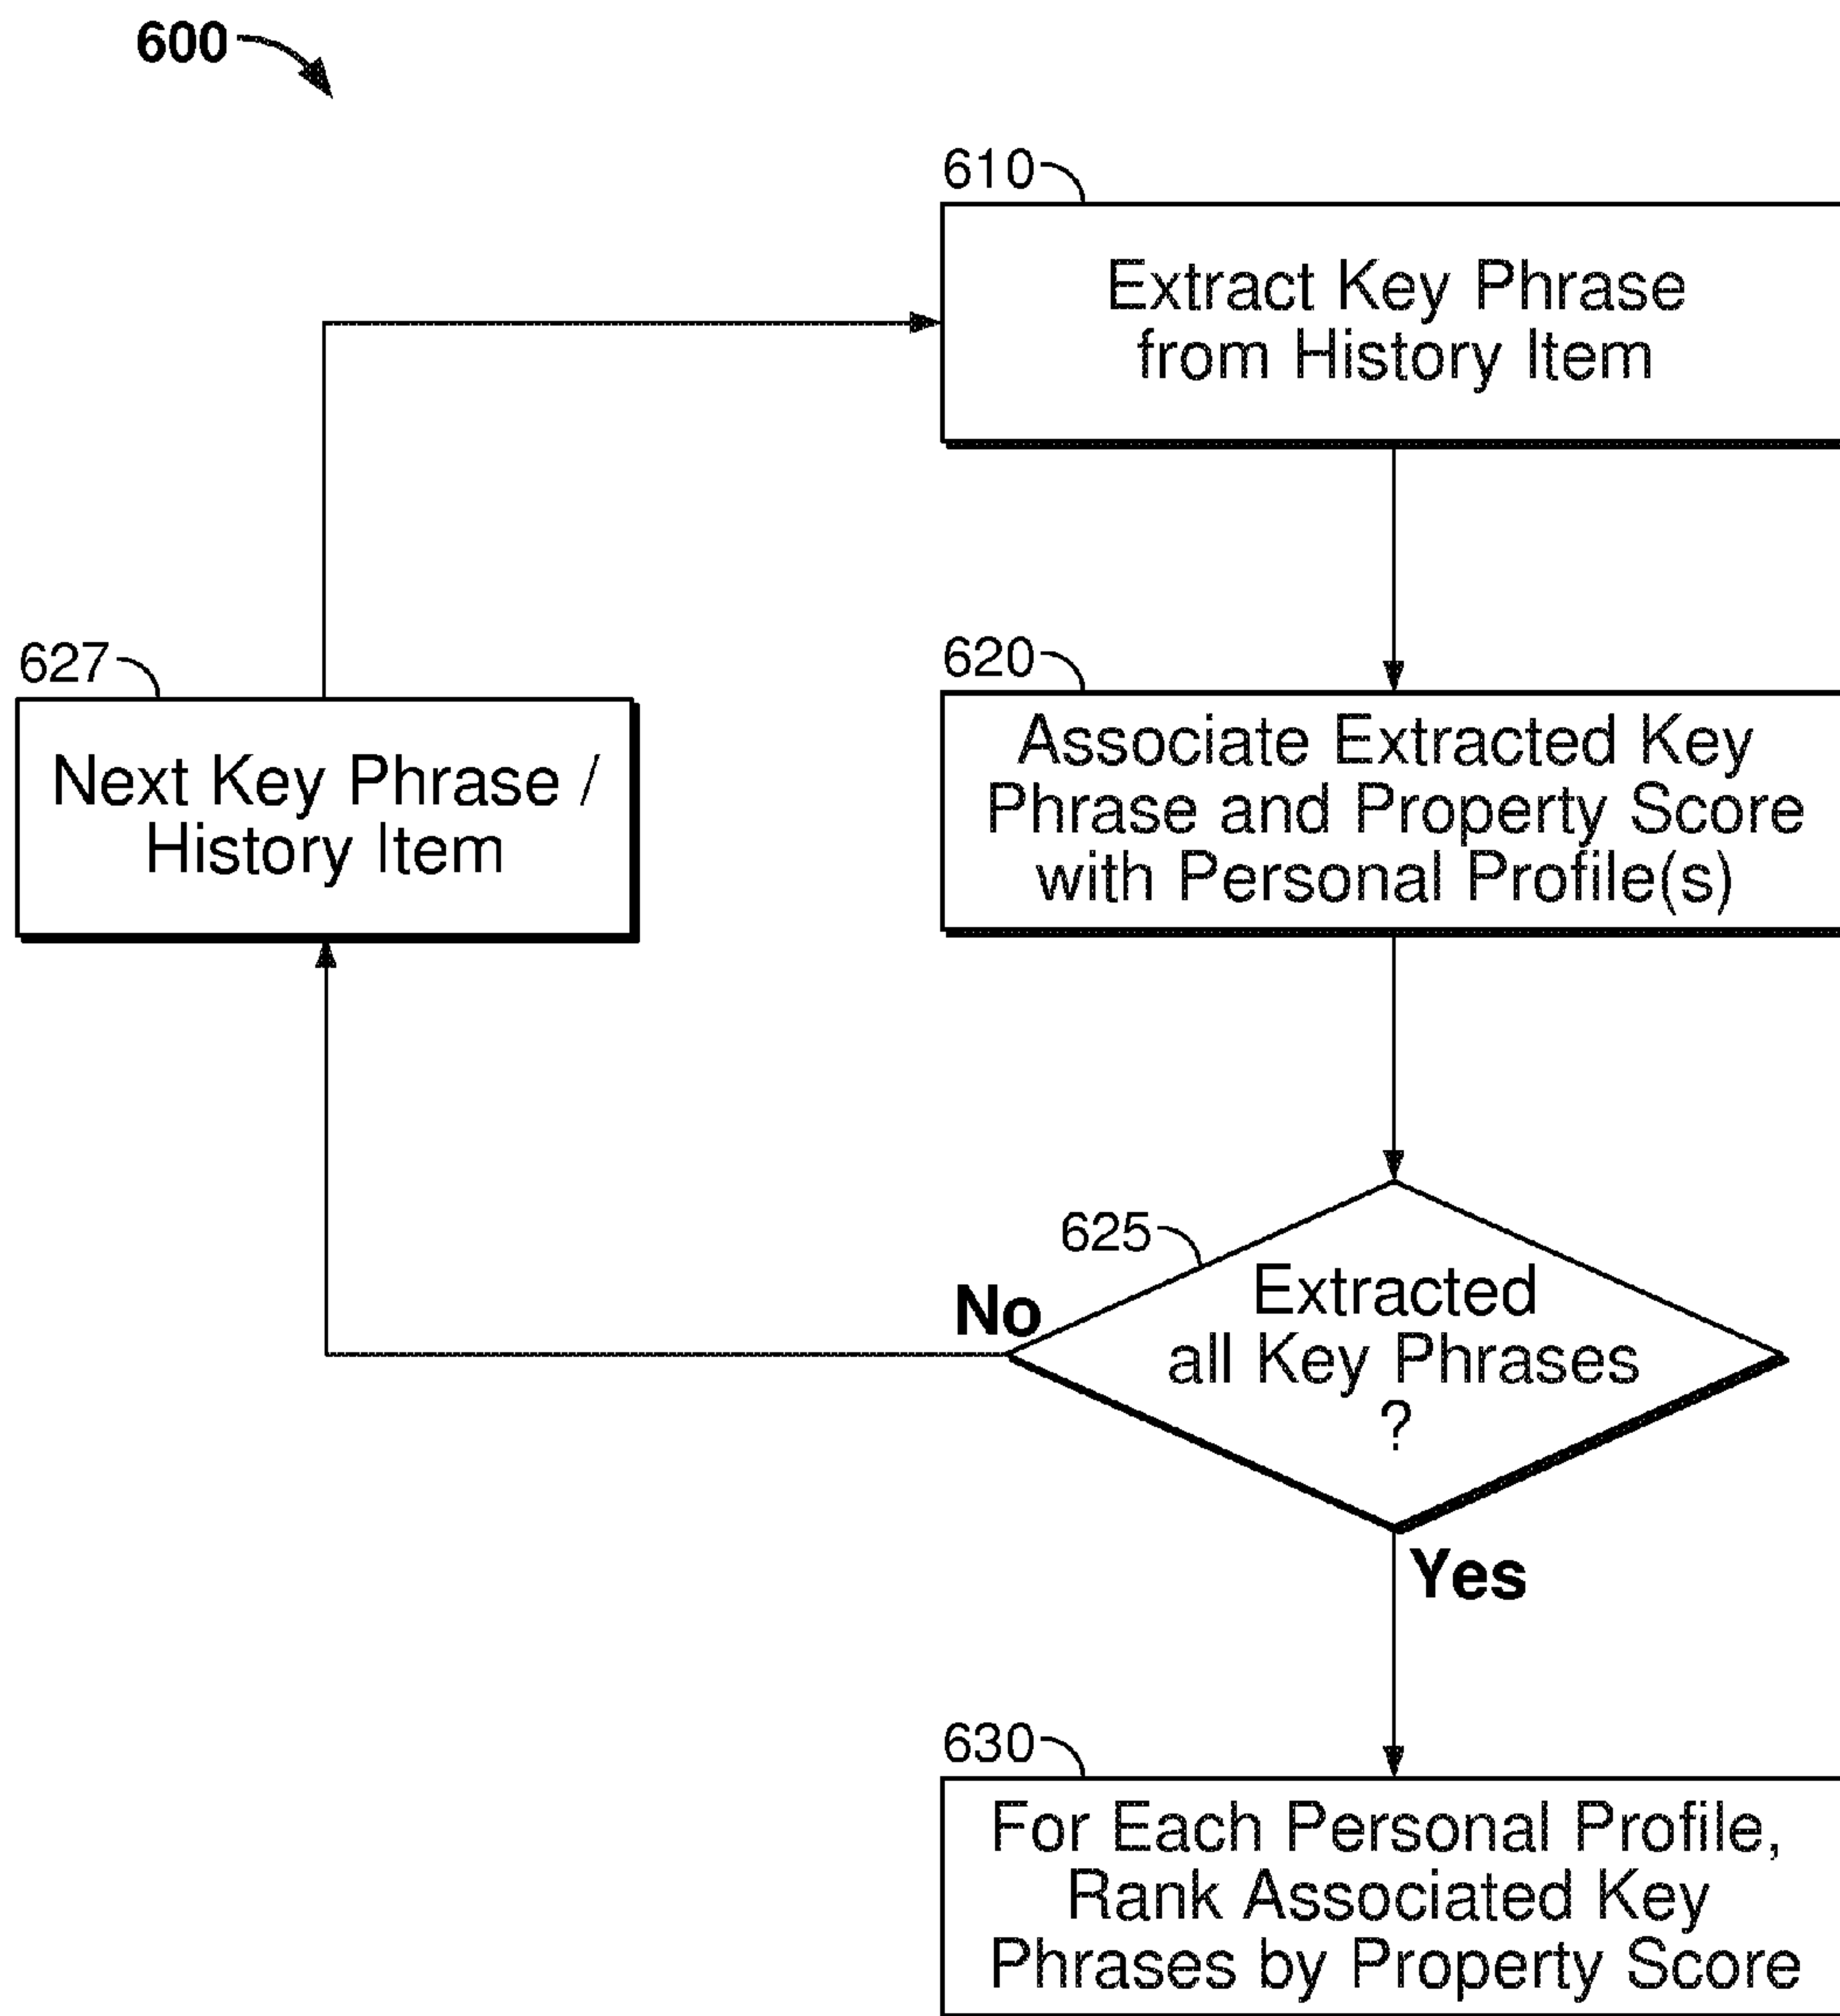 600
610
Extract Key Phrase
from History Item
627
Next Key Phrase /
History Item
620
Associate Extracted Key
Phrase and Property Score
with Personal Profile(s)
625
Extracted
all Key Phrases
?
No
Yes
630
For Each Personal Profile,
Rank Associated Key
Phrases by Property Score